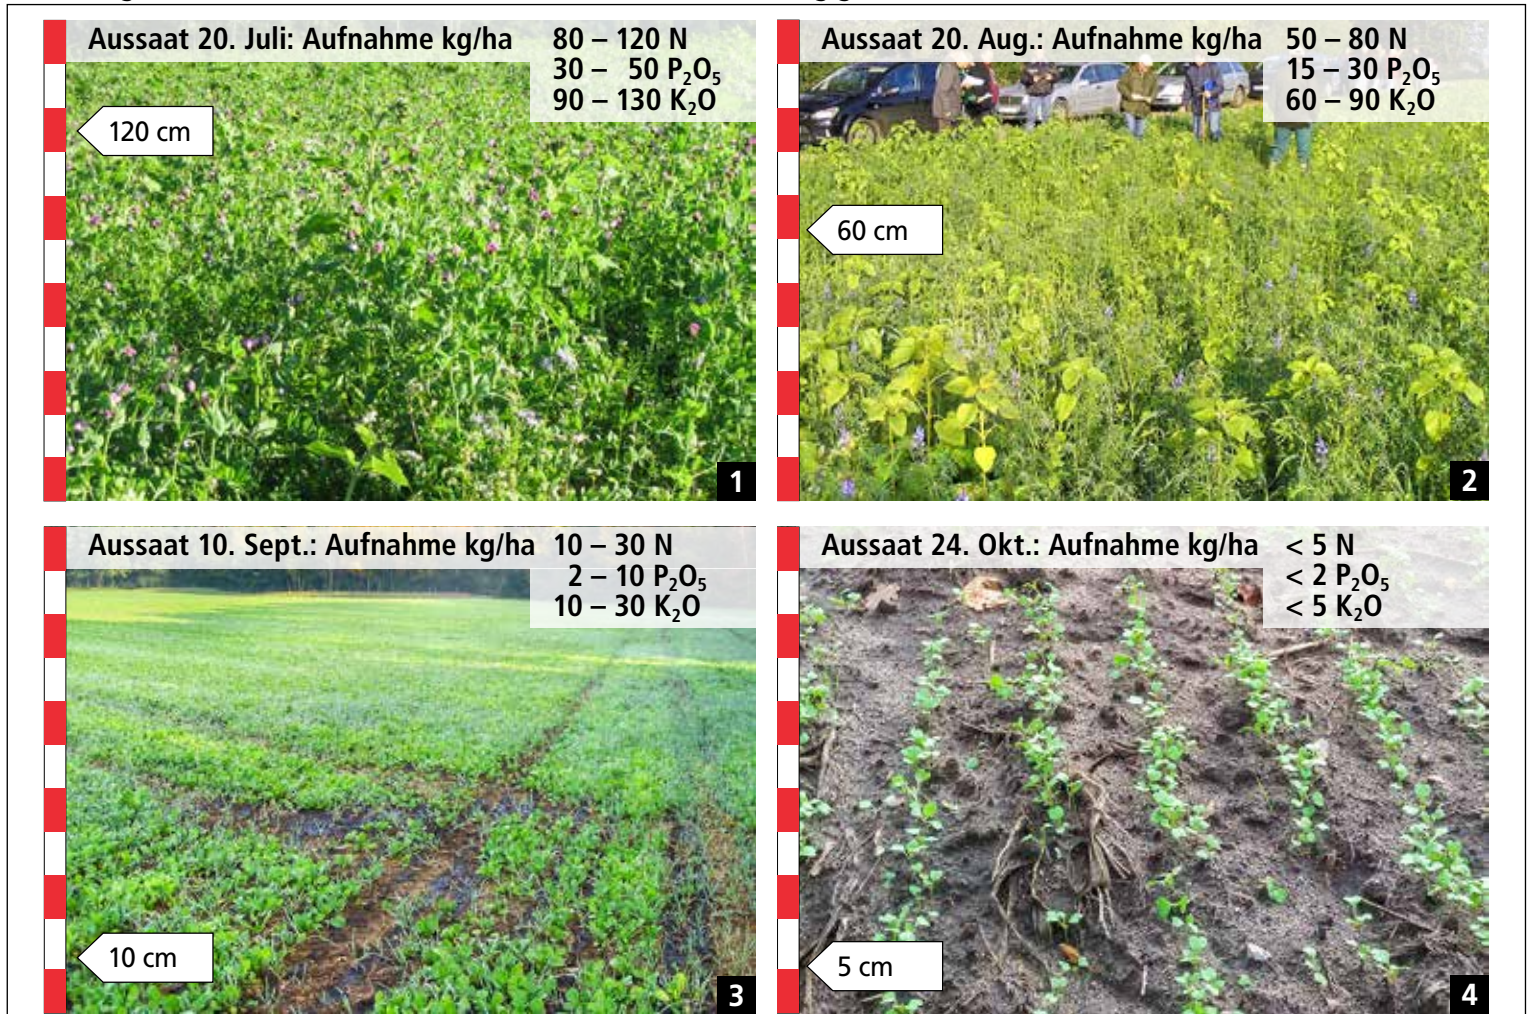 Aussaat 20. Juli: Aufnahme kg/ha 80 – 120 N
30 – 50 P₂O₅
90 – 130 K₂O
120 cm
1
Aussaat 20. Aug.: Aufnahme kg/ha 50 – 80 N
15 – 30 P₂O₅
60 – 90 K₂O
60 cm
2
Aussaat 10. Sept.: Aufnahme kg/ha 10 – 30 N
2 – 10 P₂O₅
10 – 30 K₂O
10 cm
3
Aussaat 24. Okt.: Aufnahme kg/ha < 5 N
< 2 P₂O₅
< 5 K₂O
5 cm
4